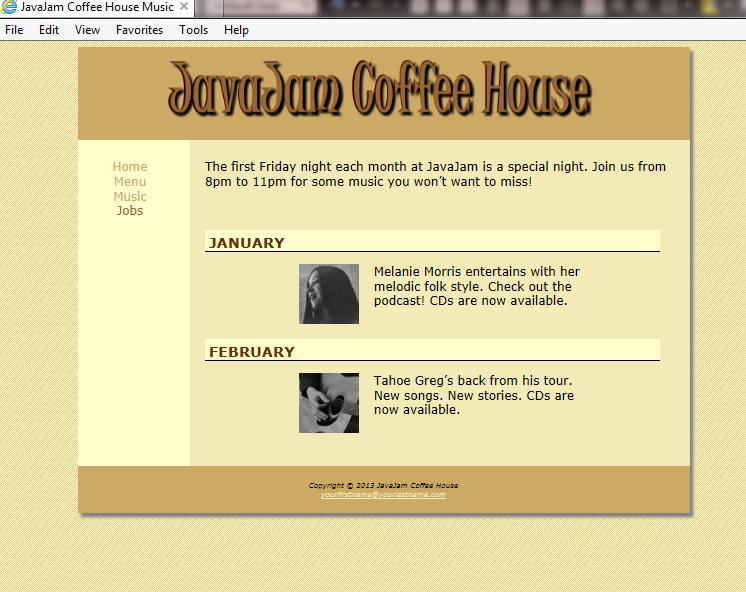 JavaJam Coffee House Music
File Edit View Favorites Tools Help
JavaJam Coffee House
Home
Menu
Music
Jobs
The first Friday night each month at JavaJam is a special night. Join us from
8pm to 11pm for some music you won’t want to miss!
JANUARY
Melanie Morris entertains with her
melodic folk style. Check out the
podcast! CDs are now available.
FEBRUARY
Tahoe Greg’s back from his tour.
New songs. New stories. CDs are
now available.
Copyright © 2013 JavaJam Coffee House
yourfirstname@yourlastname.com